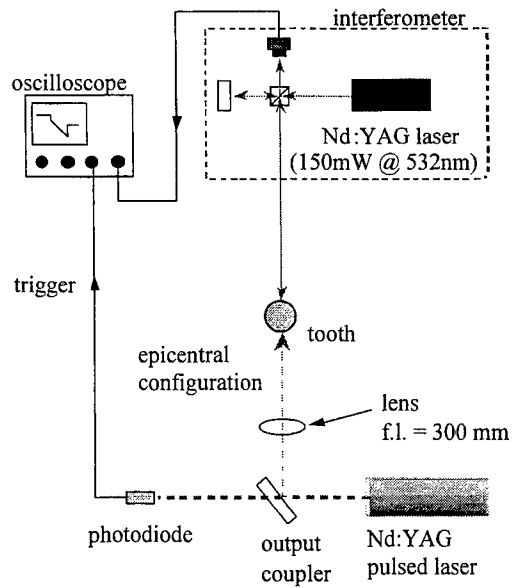 interferometer
oscilloscope
Nd:YAG laser
(150mW @ 532nm)
trigger
tooth
epicentral
configuration
lens
f.l. = 300 mm
photodiode
output
coupler
Nd:YAG
pulsed laser